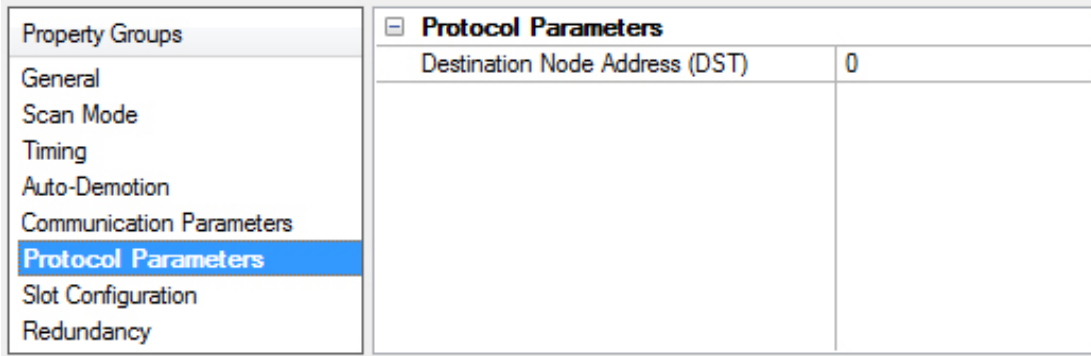 Property Groups
General
Scan Mode
Timing
Auto-Demotion
Communication Parameters
Protocol Parameters
Slot Configuration
Redundancy
Protocol Parameters
Destination Node Address (DST) 0